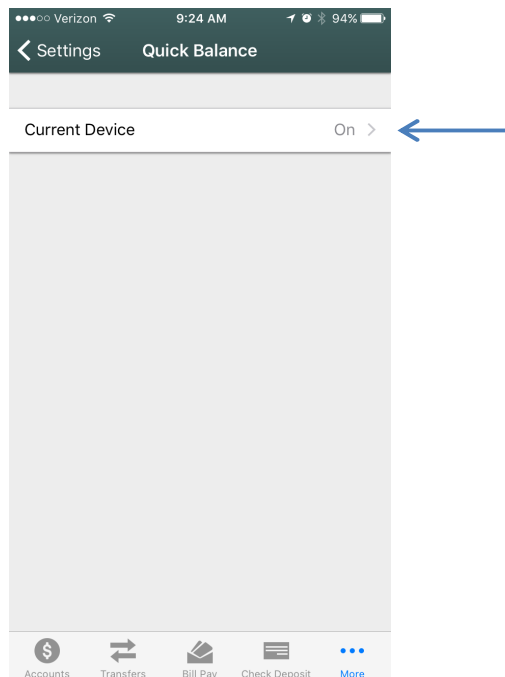 Verizon 9:24 AM 94%
Settings Quick Balance
Current Device On
Accounts Transfers Bill Pay Check Deposit More